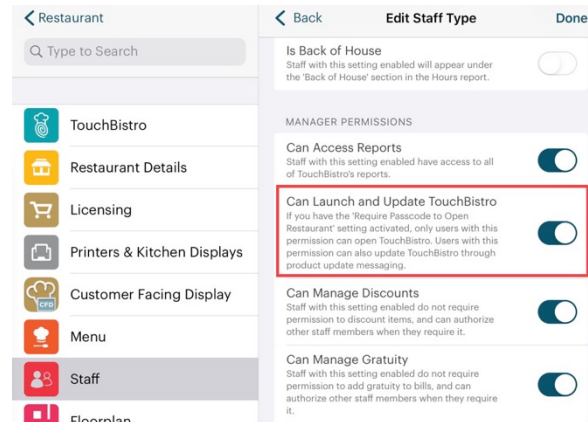 Restaurant
Type to Search
TouchBistro
Restaurant Details
Licensing
Printers & Kitchen Displays
CFD
Customer Facing Display
Menu
Staff
Floorplan
Back
Edit Staff Type
Done
Is Back of House
Staff with this setting enabled will appear under
the 'Back of House' section in the Hours report.
MANAGER PERMISSIONS
Can Access Reports
Staff with this setting enabled have access to all
of TouchBistro's reports.
Can Launch and Update TouchBistro
If you have the 'Require Passcode to Open
Restaurant' setting activated, only users with this
permission can open TouchBistro. Users with this
permission can also update TouchBistro through
product update messaging.
Can Manage Discounts
Staff with this setting enabled do not require
permission to discount items, and can authorize
other staff members when they require it.
Can Manage Gratuity
Staff with this setting enabled do not require
permission to add gratuity to bills, and can
authorize other staff members when they require
it.